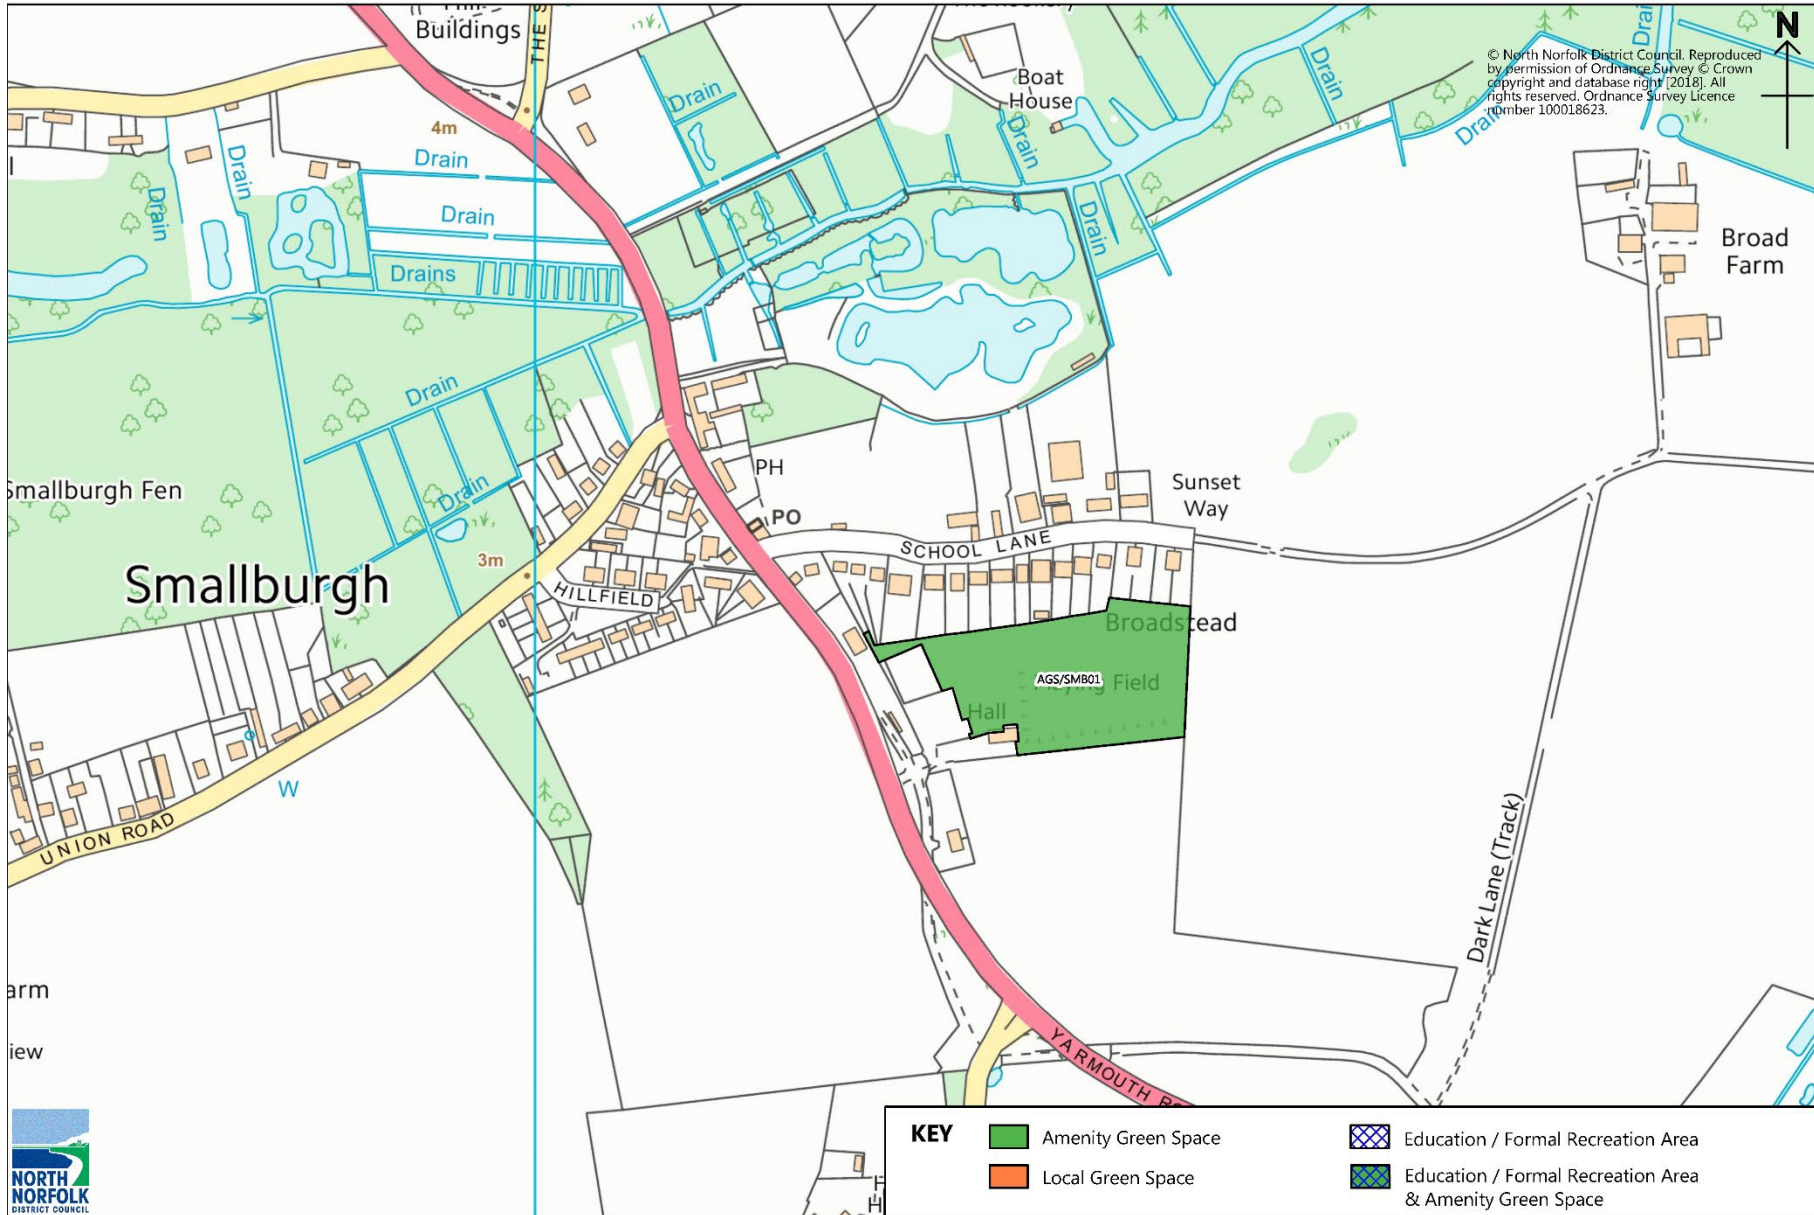 Buildings
THE S
Boat
House
N
© North Norfolk District Council. Reproduced
by permission of Ordnance Survey © Crown
copyright and database right [2018]. All
rights reserved. Ordnance Survey Licence
number 100018623.
Drain
Drain
Drain
Drain
4m
Drain
Drain
Drain
Drain
Drain
Drain
Drains
Broad
Farm
Drain
PH
Smallburgh Fen
Drain
Sunset
Way
PO
SCHOOL LANE
3m
Smallburgh
HILLFIELD
Broadstead
AGS/SMB01
Playing Field
Hall
W
UNION ROAD
Dark Lane (Track)
arm
iew
YARMOUTH RO
KEY
Amenity Green Space
Local Green Space
Education / Formal Recreation Area
Education / Formal Recreation Area
& Amenity Green Space
NORTH
NORFOLK
DISTRICT COUNCIL